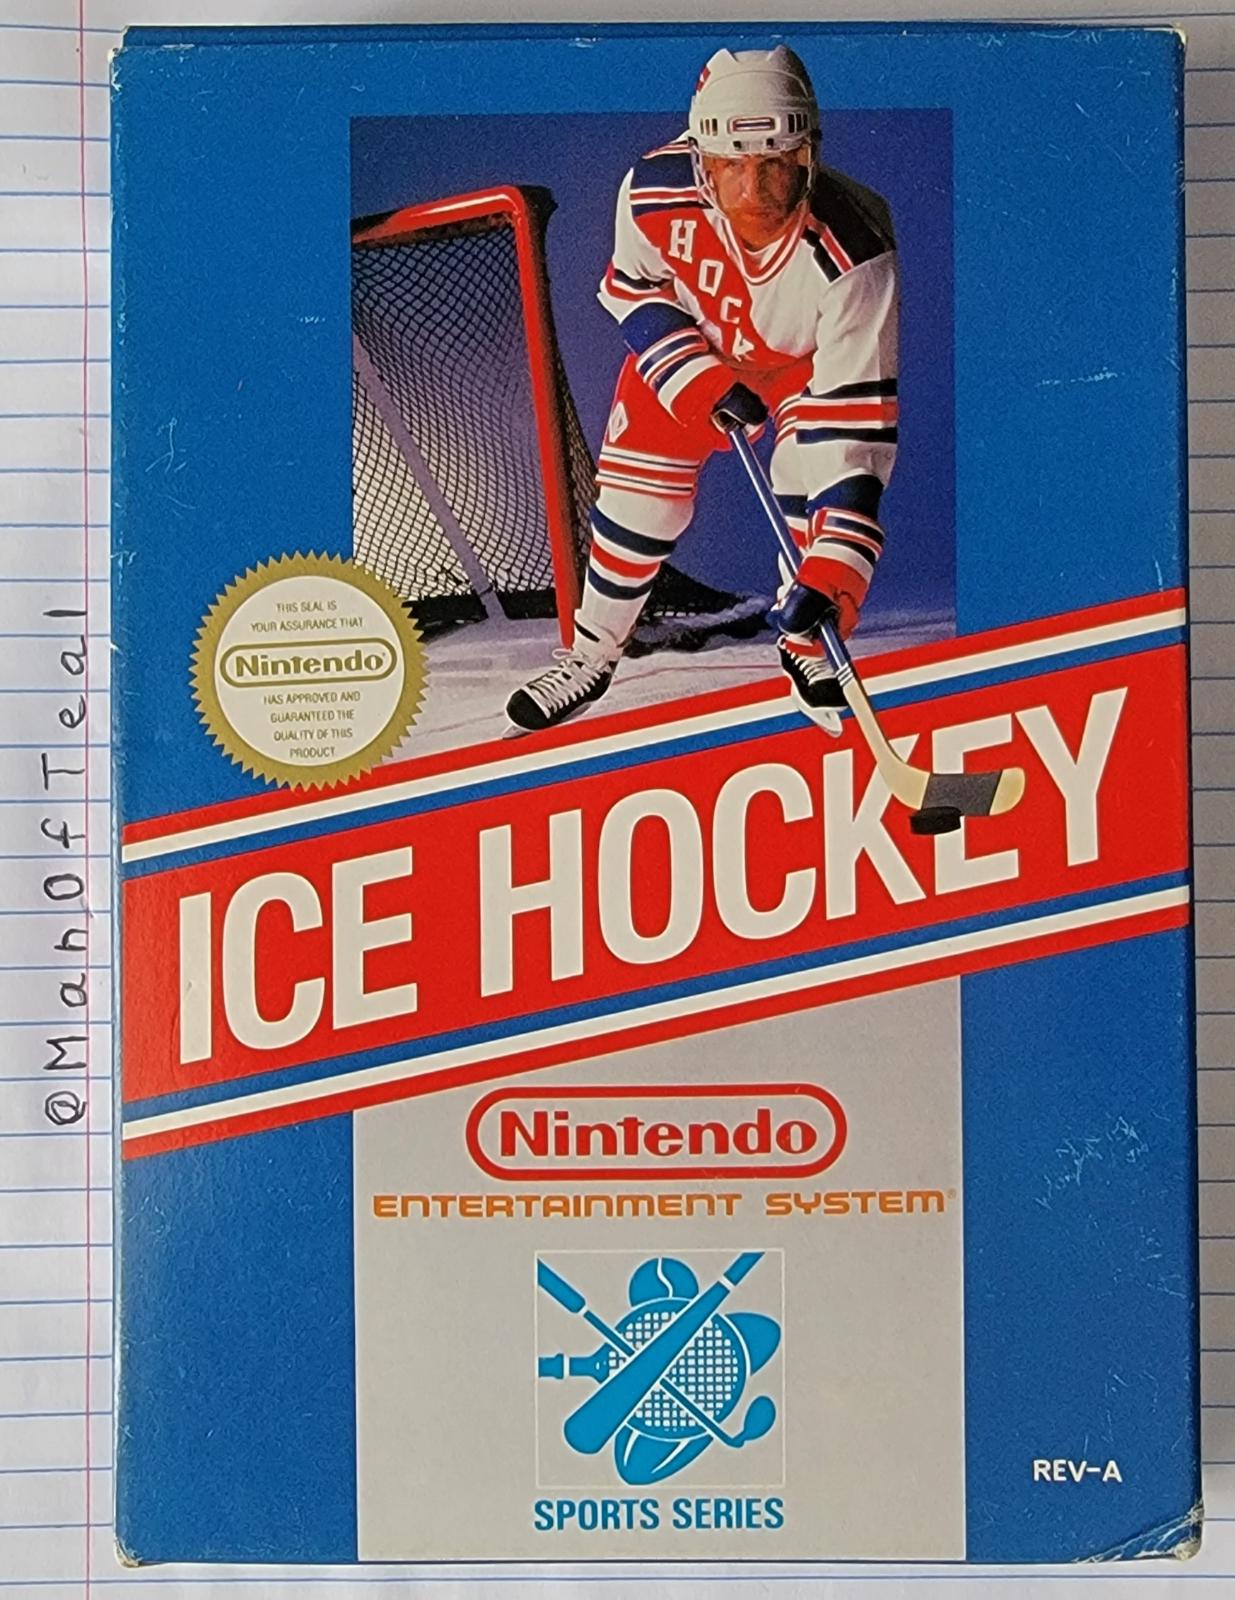 HOCK
THIS SEAL IS
YOUR ASSURANCE THAT
Nintendo®
HAS APPROVED AND
GUARANTEED THE
QUALITY OF THIS
PRODUCT.
ICE HOCKEY
Nintendo
ENTERTAINMENT SYSTEM®
SPORTS SERIES
REV-A
@ManOfTeal